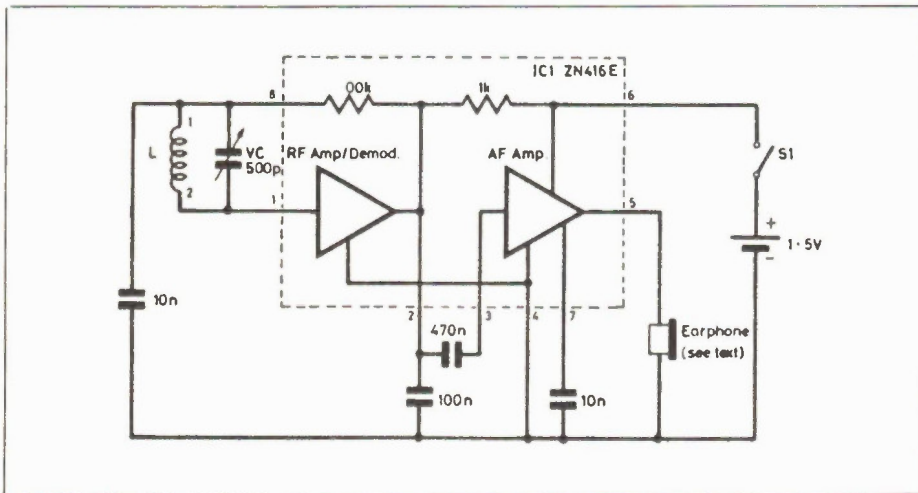 IC1 ZN416E
8
00k
1k
6
1
L
VC
500p
RF Amp/Demod.
AF Amp
S1
2
1
5
+
1·5V
-
10n
2
3
4
7
470n
Earphone
(see text)
100n
10n